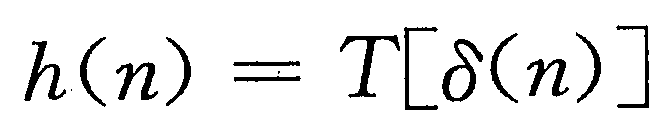 h(n) = T[δ(n)]